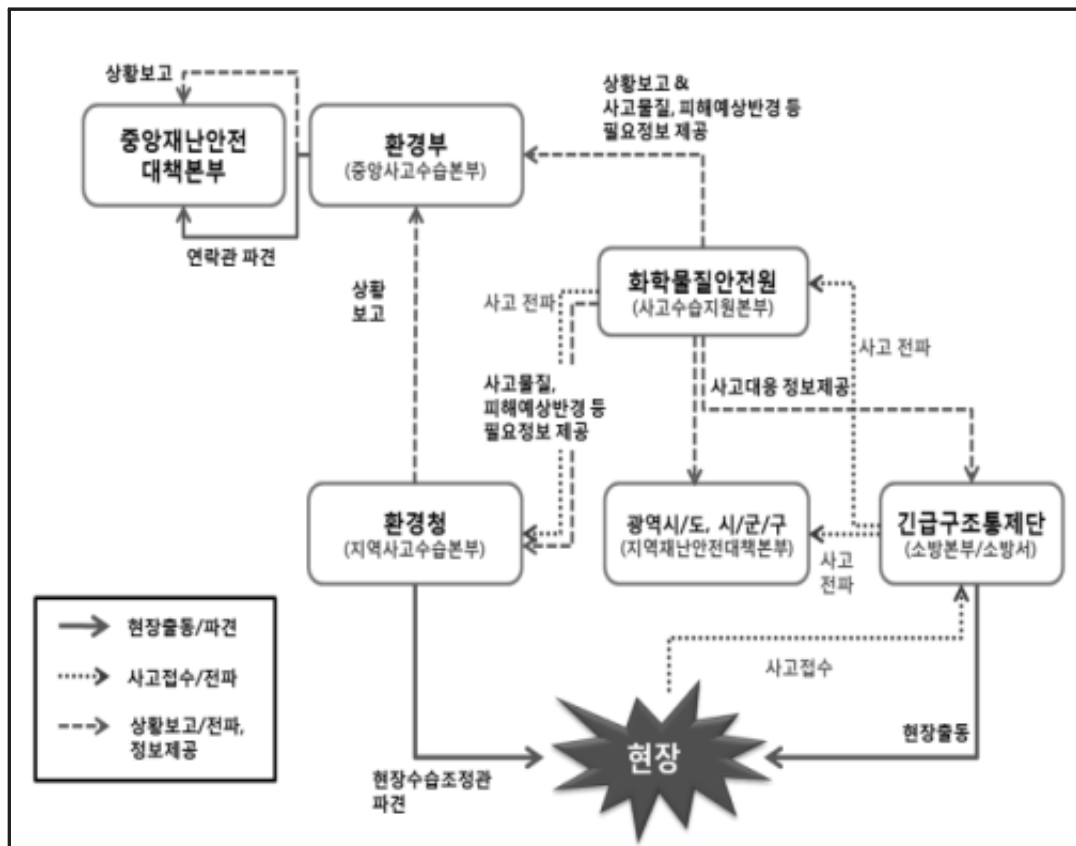 상황보고
중앙재난안전
대책본부
환경부
(중앙사고수습본부)
상황보고 &
사고물질, 피해예상반경 등
필요정보 제공
연락관 파견
상황
보고
사고 전파
화학물질안전원
(사고수습지원본부)
사고 전파
사고물질,
피해예상반경 등
필요정보 제공
사고대응 정보제공
환경청
(지역사고수습본부)
광역시/도, 시/군/구
(지역재난안전대책본부)
긴급구조통제단
(소방본부/소방서)
사고
전파
현장출동/파견
사고접수/전파
상황보고/전파,
정보제공
사고접수
현장
현장출동
현장수습조정관
파견